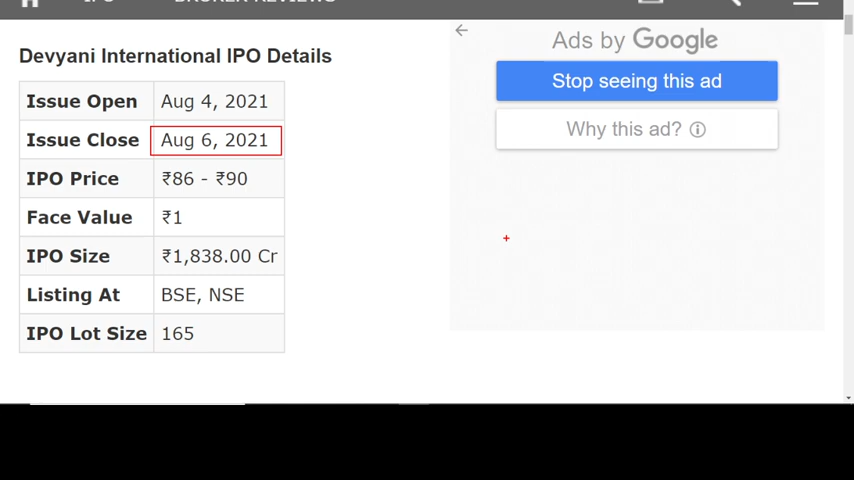 Devyani International IPO Details
Issue Open Aug 4, 2021
Issue Close Aug 6, 2021
IPO Price ₹86 - ₹90
Face Value ₹1
IPO Size ₹1,838.00 Cr
Listing At BSE, NSE
IPO Lot Size 165
Ads by Google
Stop seeing this ad
Why this ad?